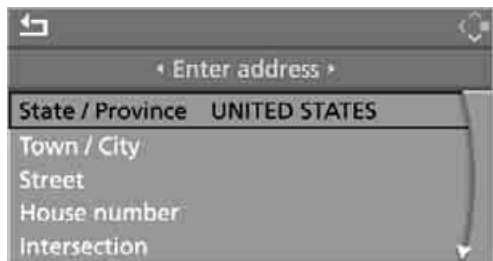 Enter address
State / Province UNITED STATES
Town / City
Street
House number
Intersection